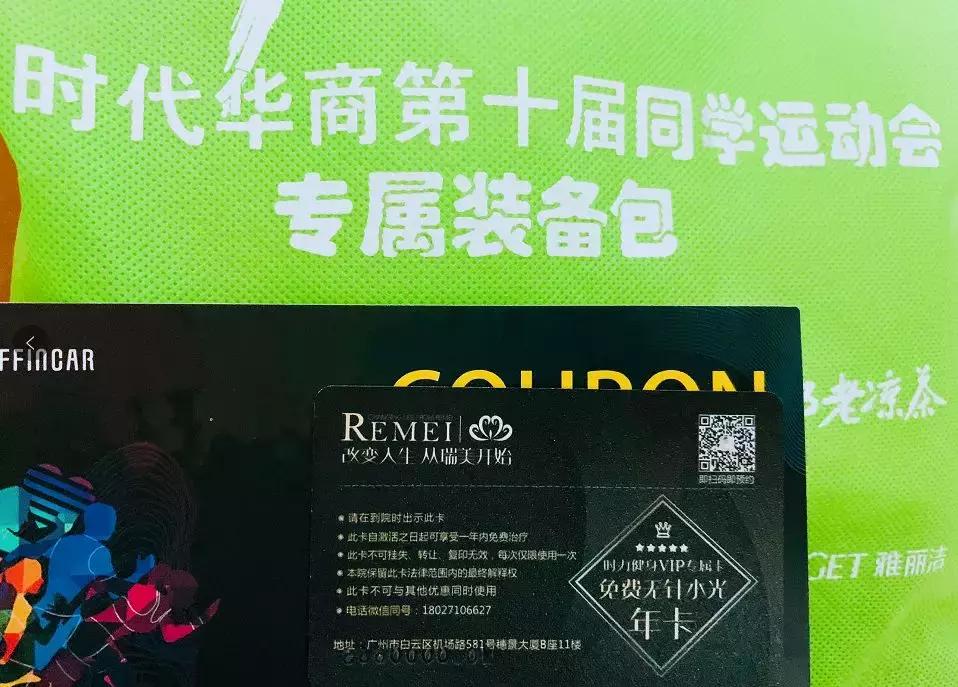 时代华商第十届同学运动会
专属装备包
FFINCAR
COUPON
老凉茶
GET 雅丽洁
REMEI
改变人生 从瑞美开始
即扫码即预约
请在到院时出示此卡
此卡自激活之日起可享受一年内免费治疗
此卡不可挂失、转让、复印无效，每次仅限使用一次
本院保留此卡法律范围内的最终解释权
此卡不可与其他优惠同时使用
电话微信同号：18027106627
地址：广州市白云区机场路581号穗景大厦B座11楼
时力健身VIP专属卡
免费无针水光
年卡